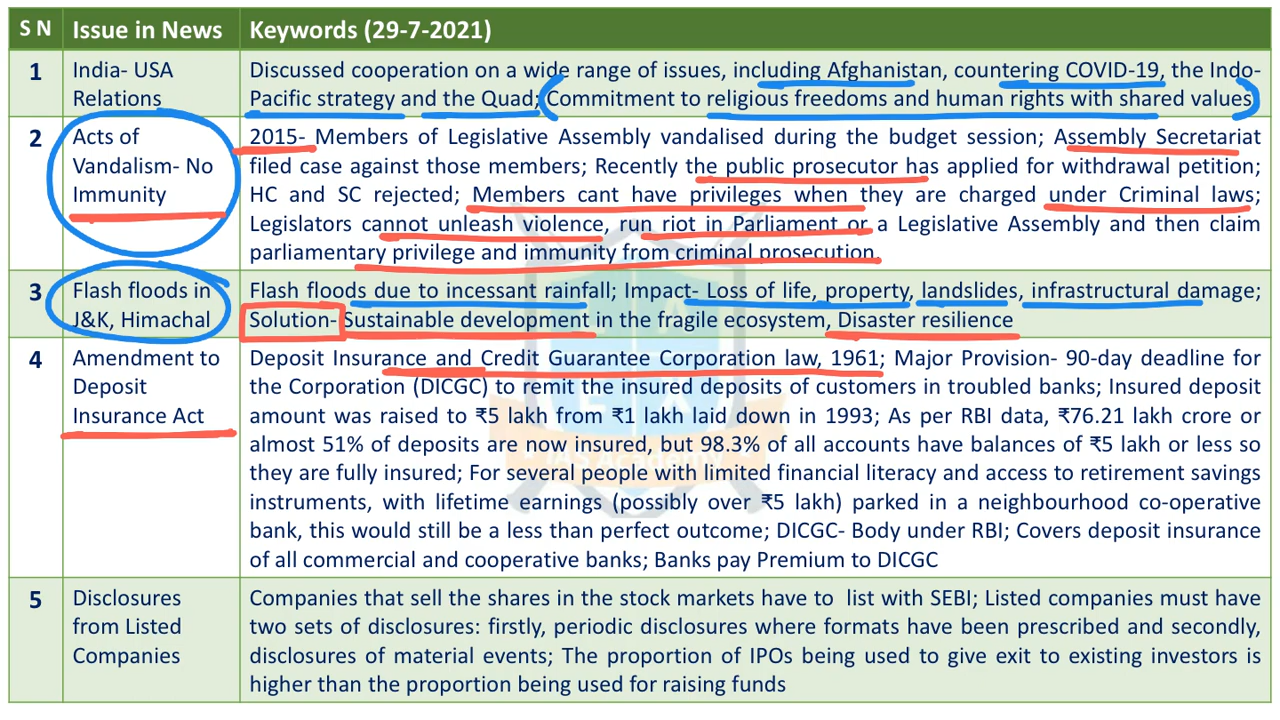 S N Issue in News Keywords (29-7-2021)
1 India- USA Discussed cooperation on a wide range of issues, including Afghanistan, countering COVID-19, the Indo-
Relations Pacific strategy and the Quad; Commitment to religious freedoms and human rights with shared values
2 Acts of 2015- Members of Legislative Assembly vandalised during the budget session; Assembly Secretariat
Vandalism- No filed case against those members; Recently the public prosecutor has applied for withdrawal petition;
Immunity HC and SC rejected; Members cant have privileges when they are charged under Criminal laws;
Legislators cannot unleash violence, run riot in Parliament or a Legislative Assembly and then claim
parliamentary privilege and immunity from criminal prosecution.
3 Flash floods in Flash floods due to incessant rainfall; Impact- Loss of life, property, landslides, infrastructural damage;
J&K, Himachal Solution- Sustainable development in the fragile ecosystem, Disaster resilience
4 Amendment to Deposit Insurance and Credit Guarantee Corporation law, 1961; Major Provision- 90-day deadline for
Deposit the Corporation (DICGC) to remit the insured deposits of customers in troubled banks; Insured deposit
Insurance Act amount was raised to ₹5 lakh from ₹1 lakh laid down in 1993; As per RBI data, ₹76.21 lakh crore or
almost 51% of deposits are now insured, but 98.3% of all accounts have balances of ₹5 lakh or less so
they are fully insured; For several people with limited financial literacy and access to retirement savings
instruments, with lifetime earnings (possibly over ₹5 lakh) parked in a neighbourhood co-operative
bank, this would still be a less than perfect outcome; DICGC- Body under RBI; Covers deposit insurance
of all commercial and cooperative banks; Banks pay Premium to DICGC
5 Disclosures Companies that sell the shares in the stock markets have to list with SEBI; Listed companies must have
from Listed two sets of disclosures: firstly, periodic disclosures where formats have been prescribed and secondly,
Companies disclosures of material events; The proportion of IPOs being used to give exit to existing investors is
higher than the proportion being used for raising funds